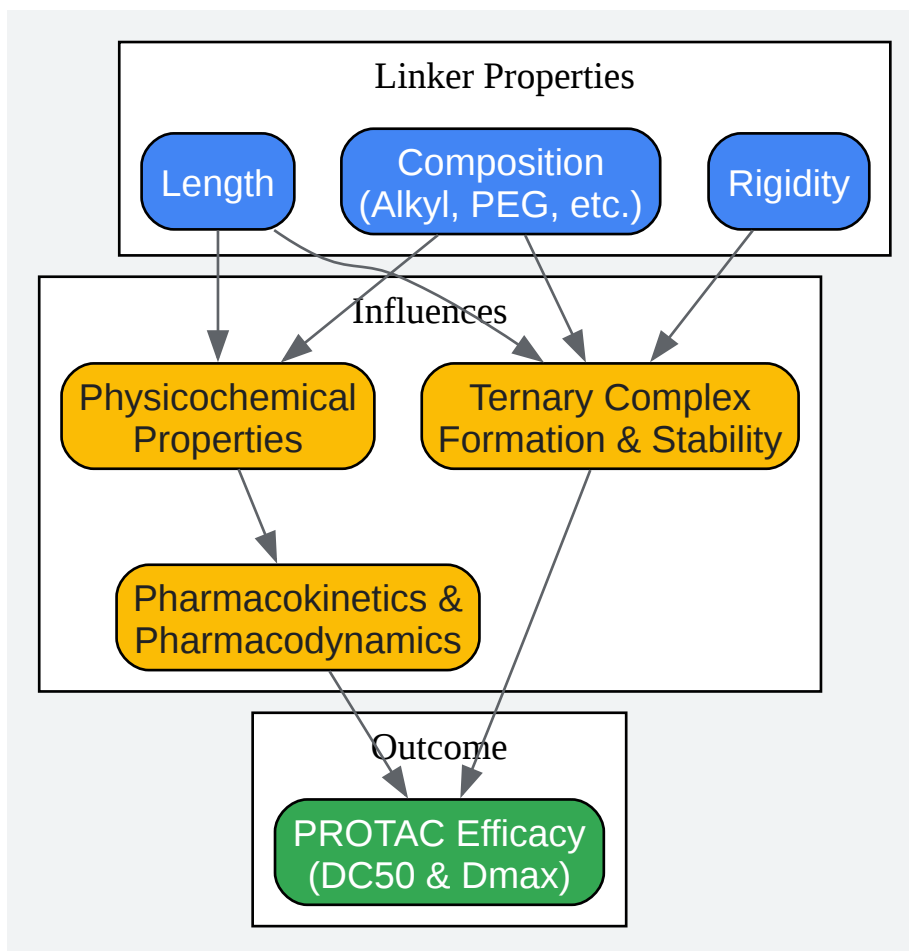 Linker Properties
Length
Composition
(Alkyl, PEG, etc.)
Rigidity
Influences
Physicochemical
Properties
Ternary Complex
Formation & Stability
Pharmacokinetics &
Pharmacodynamics
Outcome
PROTAC Efficacy
(DC50 & Dmax)